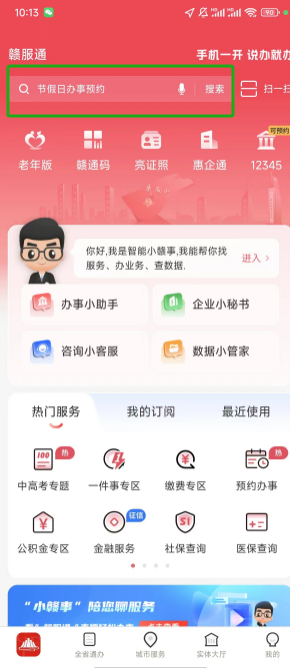 10:13
赣服通
手机一开 说办就办
节假日办事预约
搜索
扫一扫
可预约
老年版
赣通码
亮证照
惠企通
12345
你好,我是智能小赣事,我能帮你找
服务、办业务、查数据.
进入 >
办事小助手
企业小秘书
咨询小客服
数据小管家
热门服务
我的订阅
最近使用
100
热
热
中高考专题
一件事专区
缴费专区
预约办事
征信
公积金专区
金融服务
社保查询
医保查询
“小赣事”陪您聊服务
全省通办
城市服务
实体大厅
我的